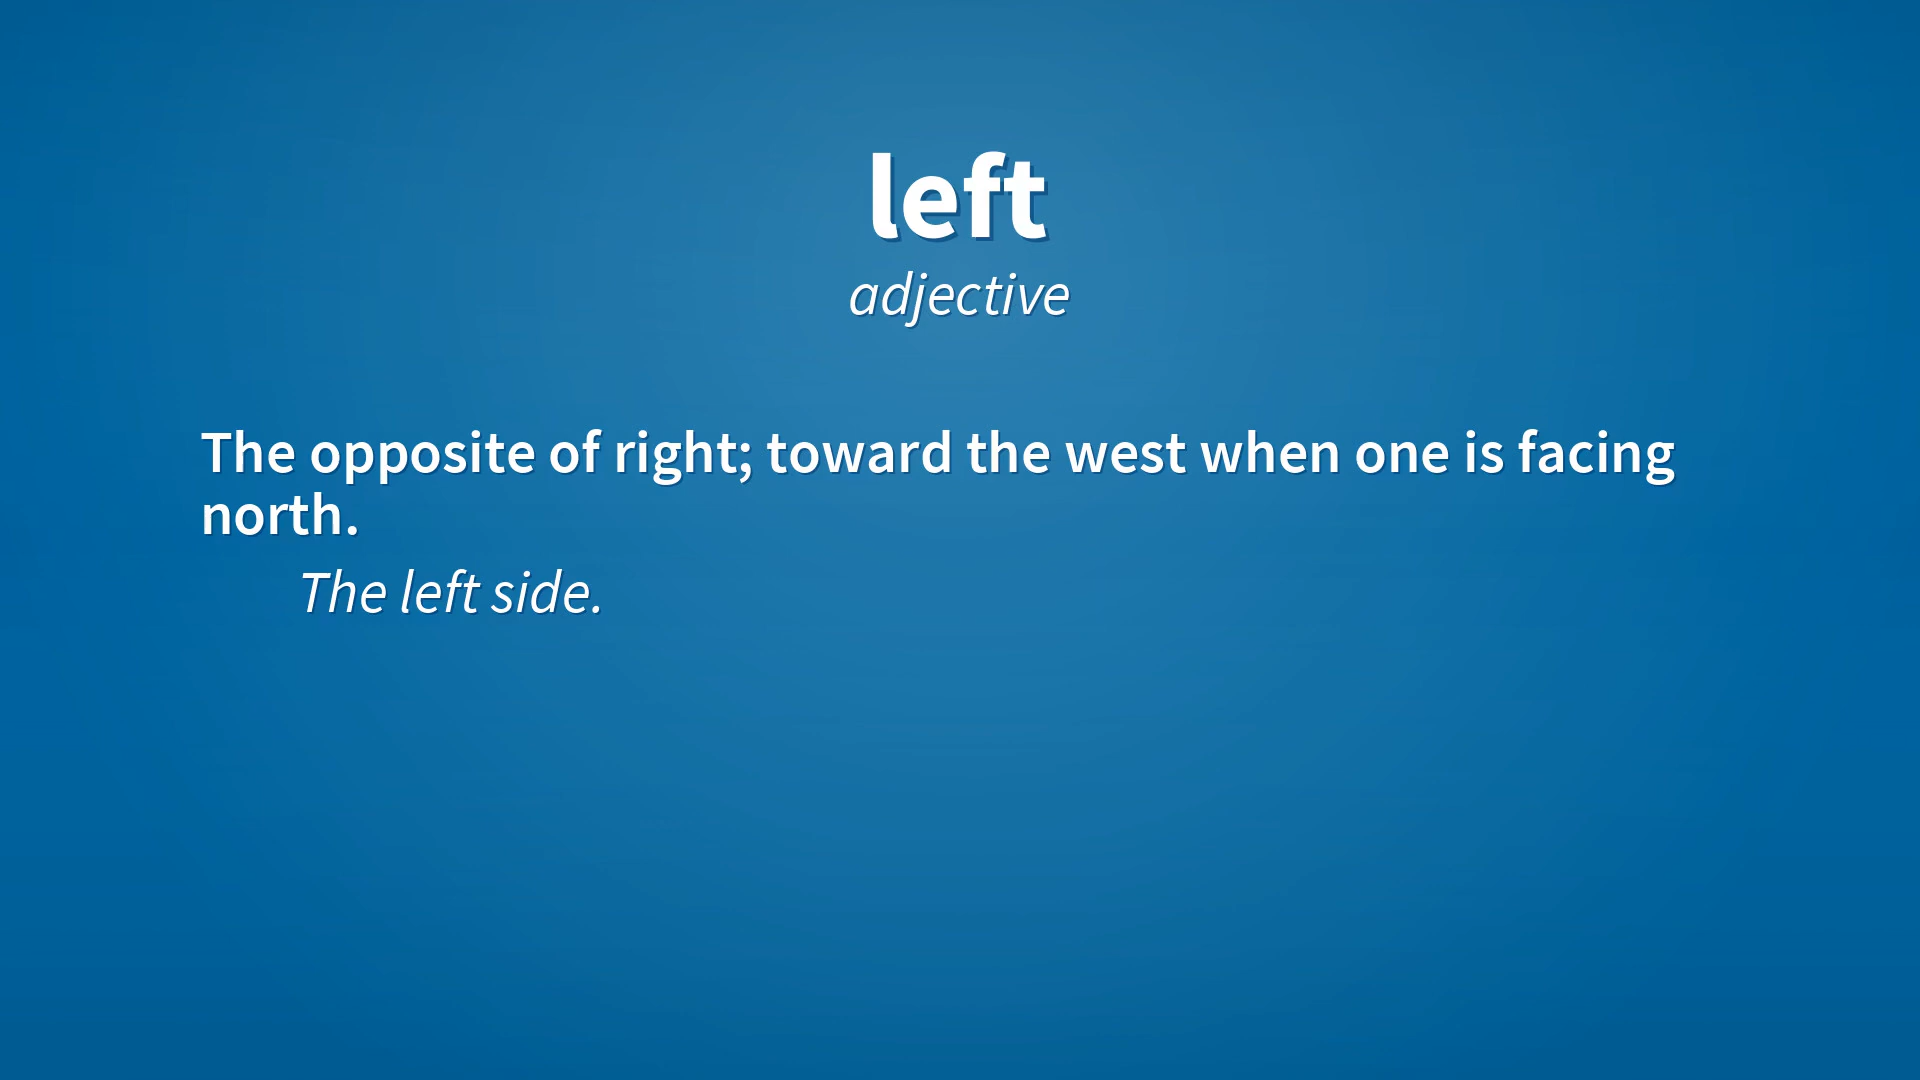 left
adjective
The opposite of right; toward the west when one is facing
north.
The left side.